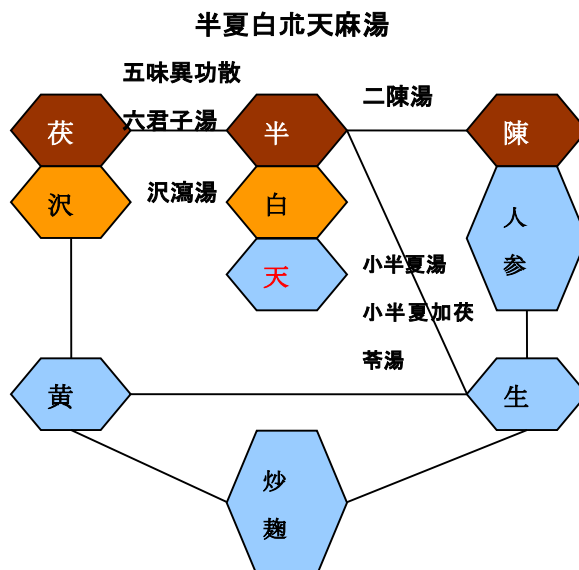 半夏白朮天麻湯
五味異功散
六君子湯
二陳湯
茯
半
陳
沢
沢瀉湯
白
人
参
天
小半夏湯
小半夏加茯
苓湯
黄
生
炒
麹